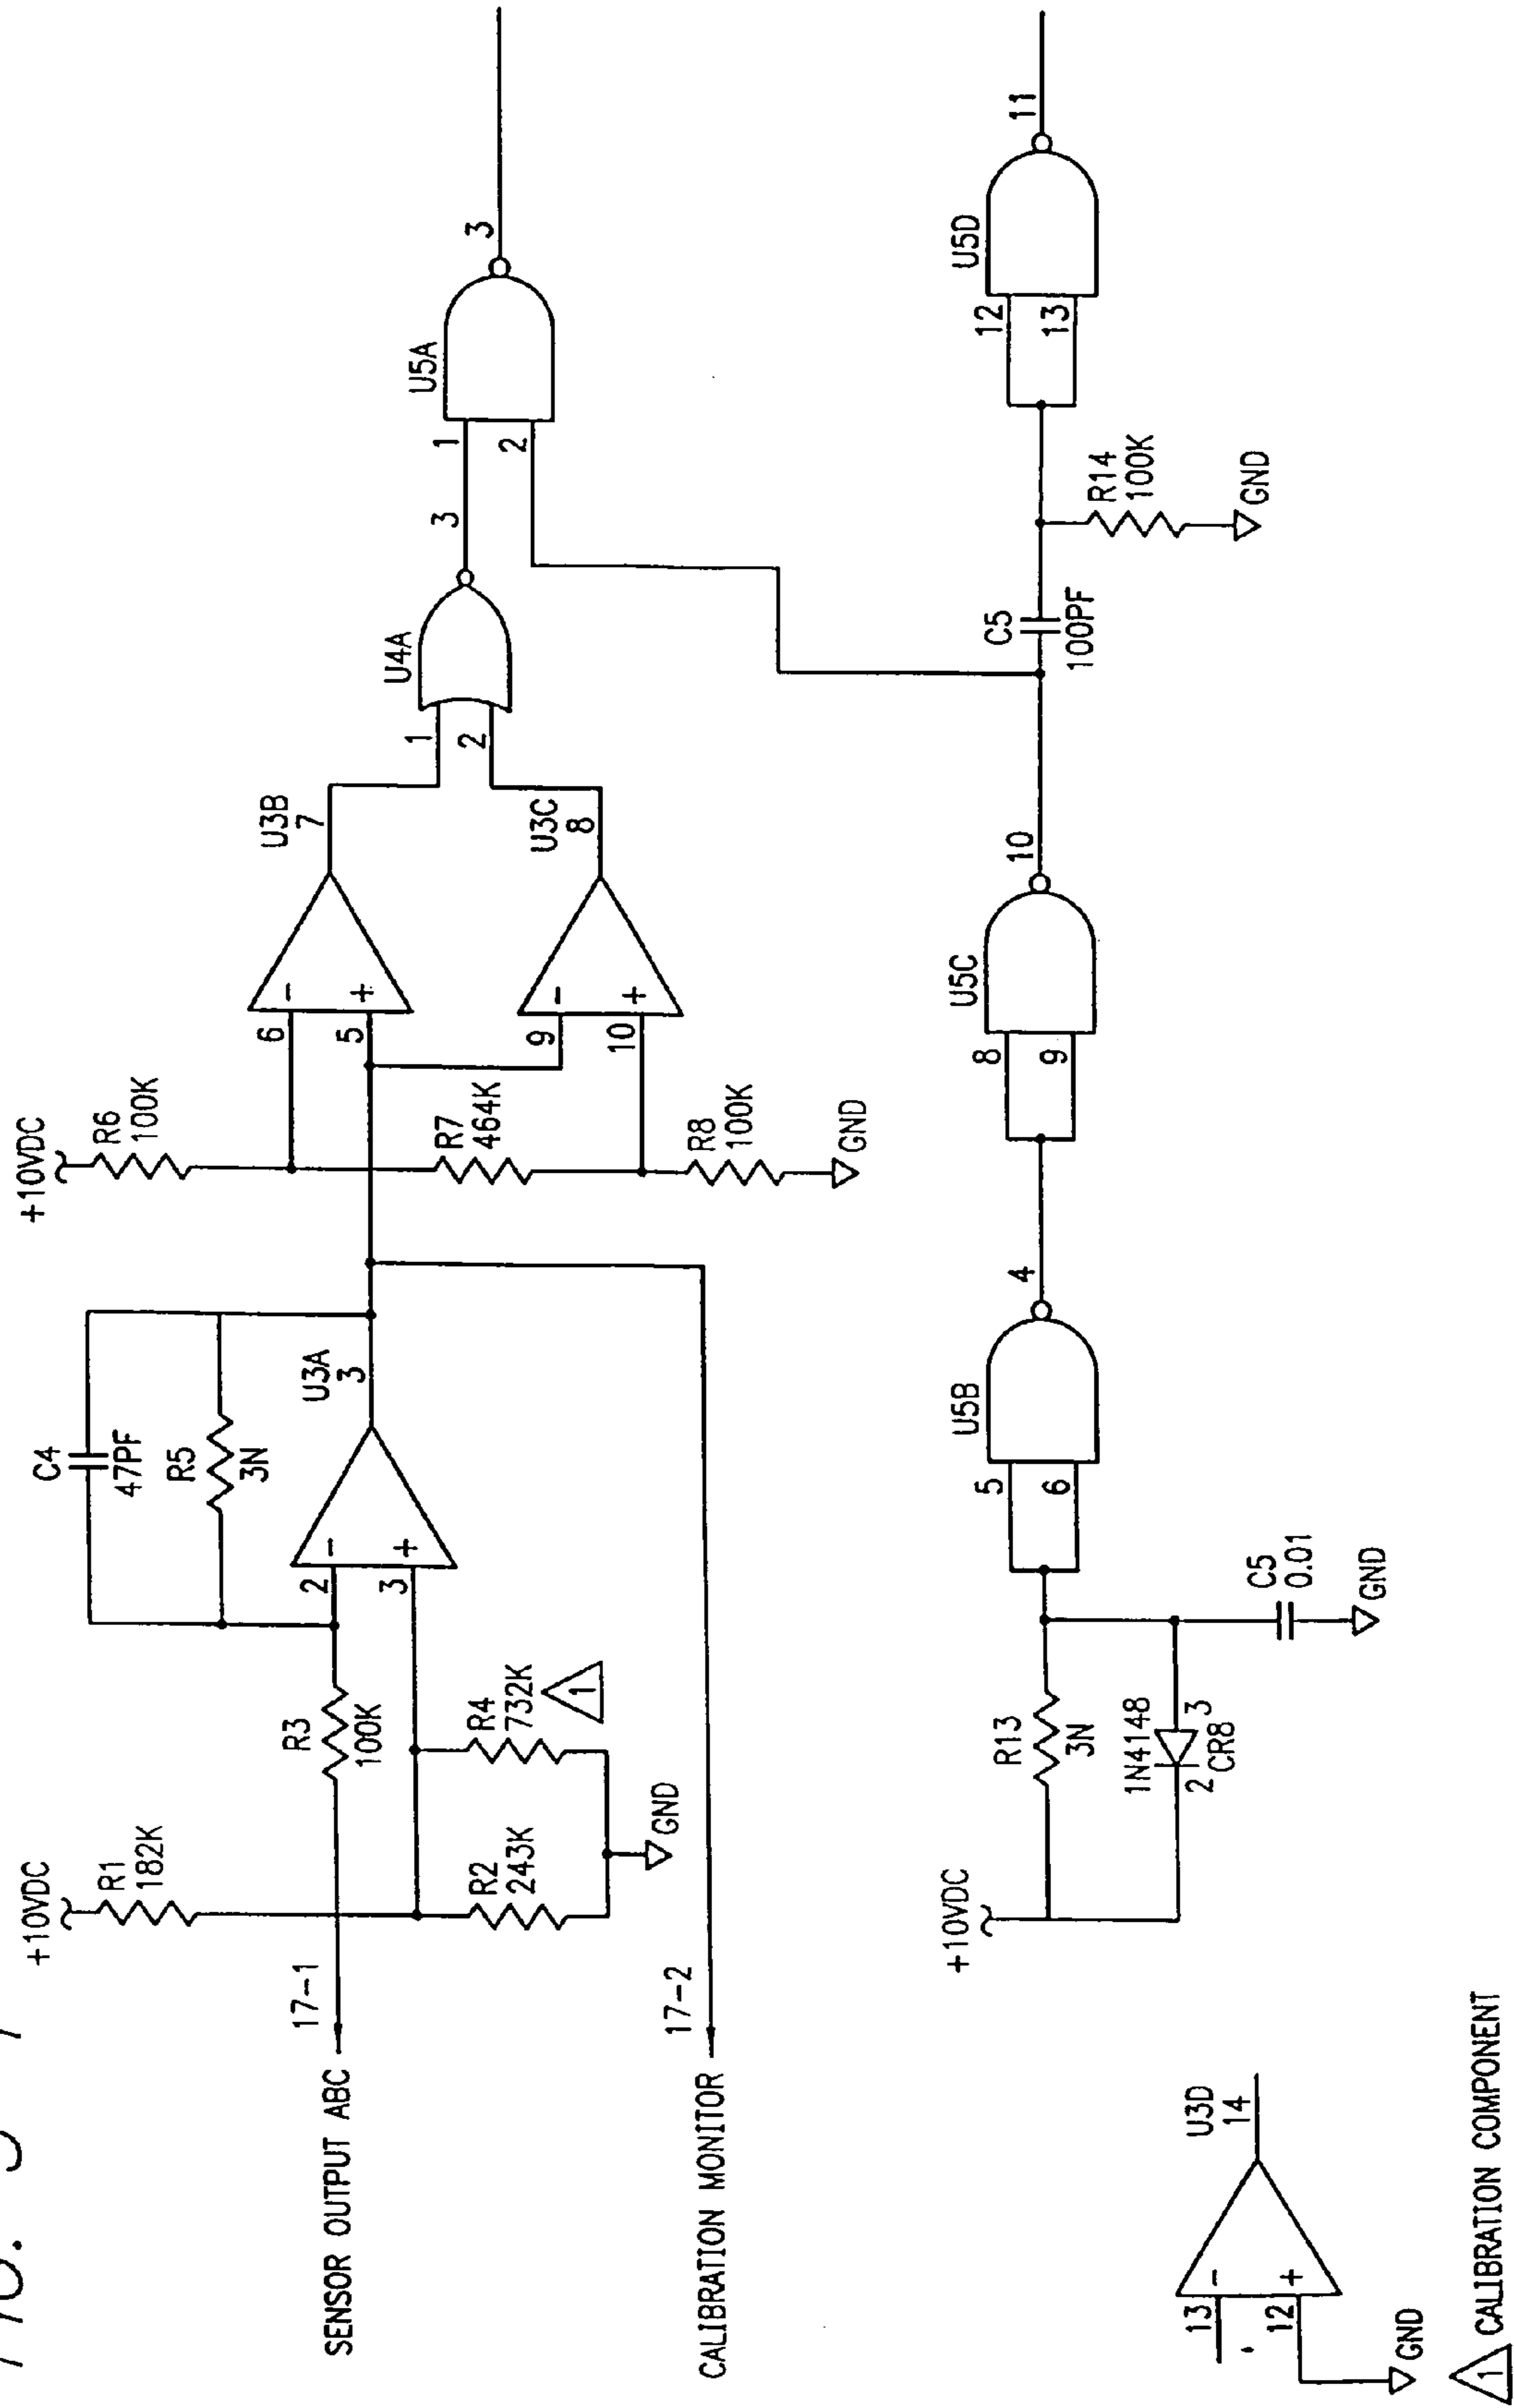 +10VDC
R1
182K
17-1
SENSOR OUTPUT ABC
R3
100K
R2
243K
R4
732K
1
GND
C4
47PF
R5
3N
2
3
-
+
U3A
3
+10VDC
R6
100K
R7
464K
R8
100K
GND
6
5
-
+
U3B
7
9
10
-
+
U3C
8
1
2
U4A
3
1
2
U5A
3
17-2
CALIBRATION MONITOR
+10VDC
R13
3N
1N4148
2
3
CR8
C5
0.01
GND
5
6
U5B
4
8
9
U5C
10
C5
100PF
R14
100K
GND
12
13
U5D
11
13
12
-
+
U3D
14
GND
1
CALIBRATION COMPONENT